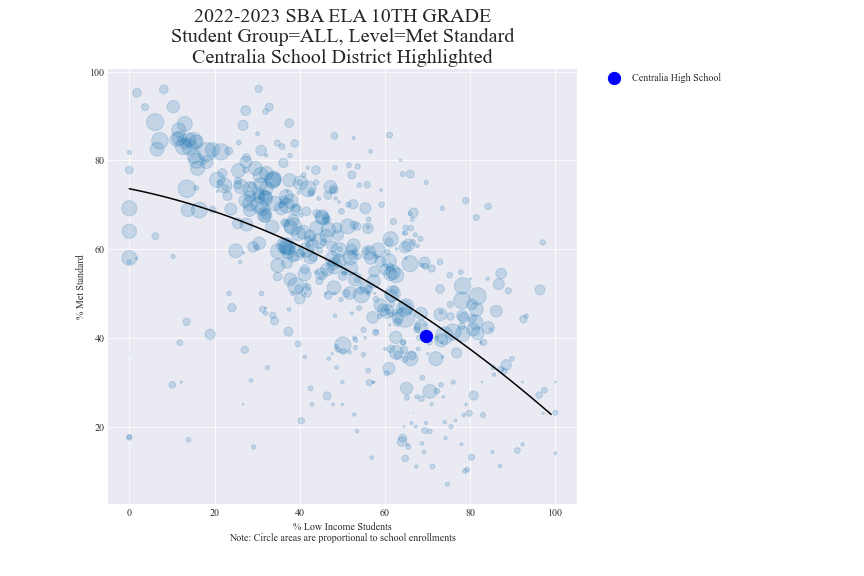 2022-2023 SBA ELA 10TH GRADE
Student Group=ALL, Level=Met Standard
Centralia School District Highlighted
Centralia High School
% Met Standard
100
80
60
40
20
0
20
40
60
80
100
% Low Income Students
Note: Circle areas are proportional to school enrollments